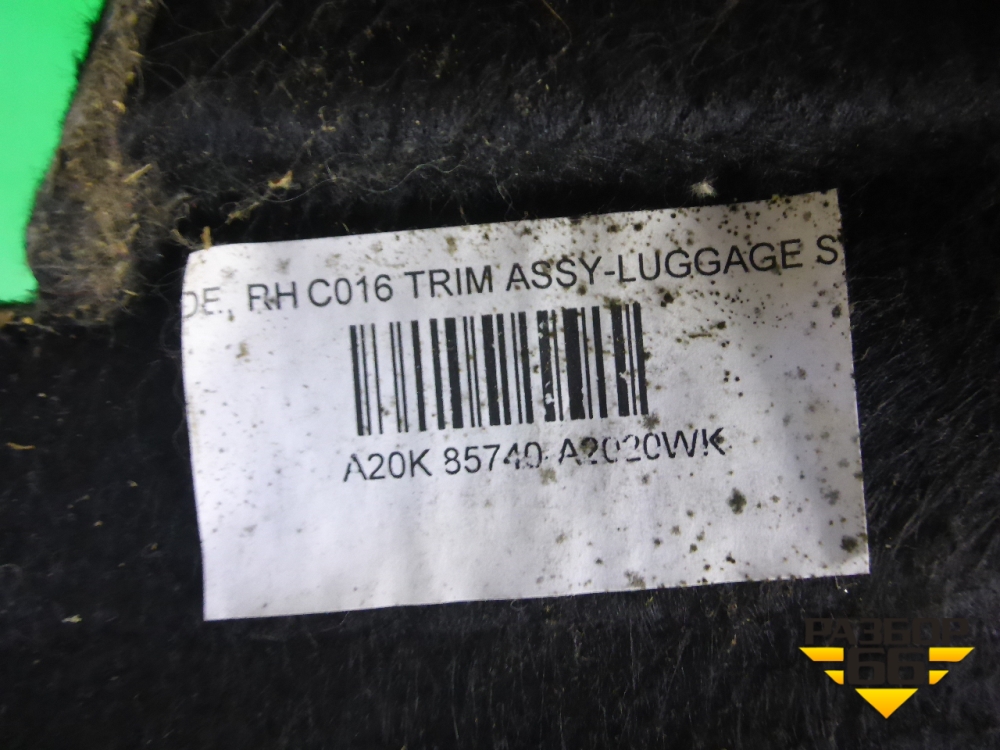 DE, RH C016 TRIM ASSY-LUGGAGE S
A20K 85740-A2020WK
РАЗБОР
66